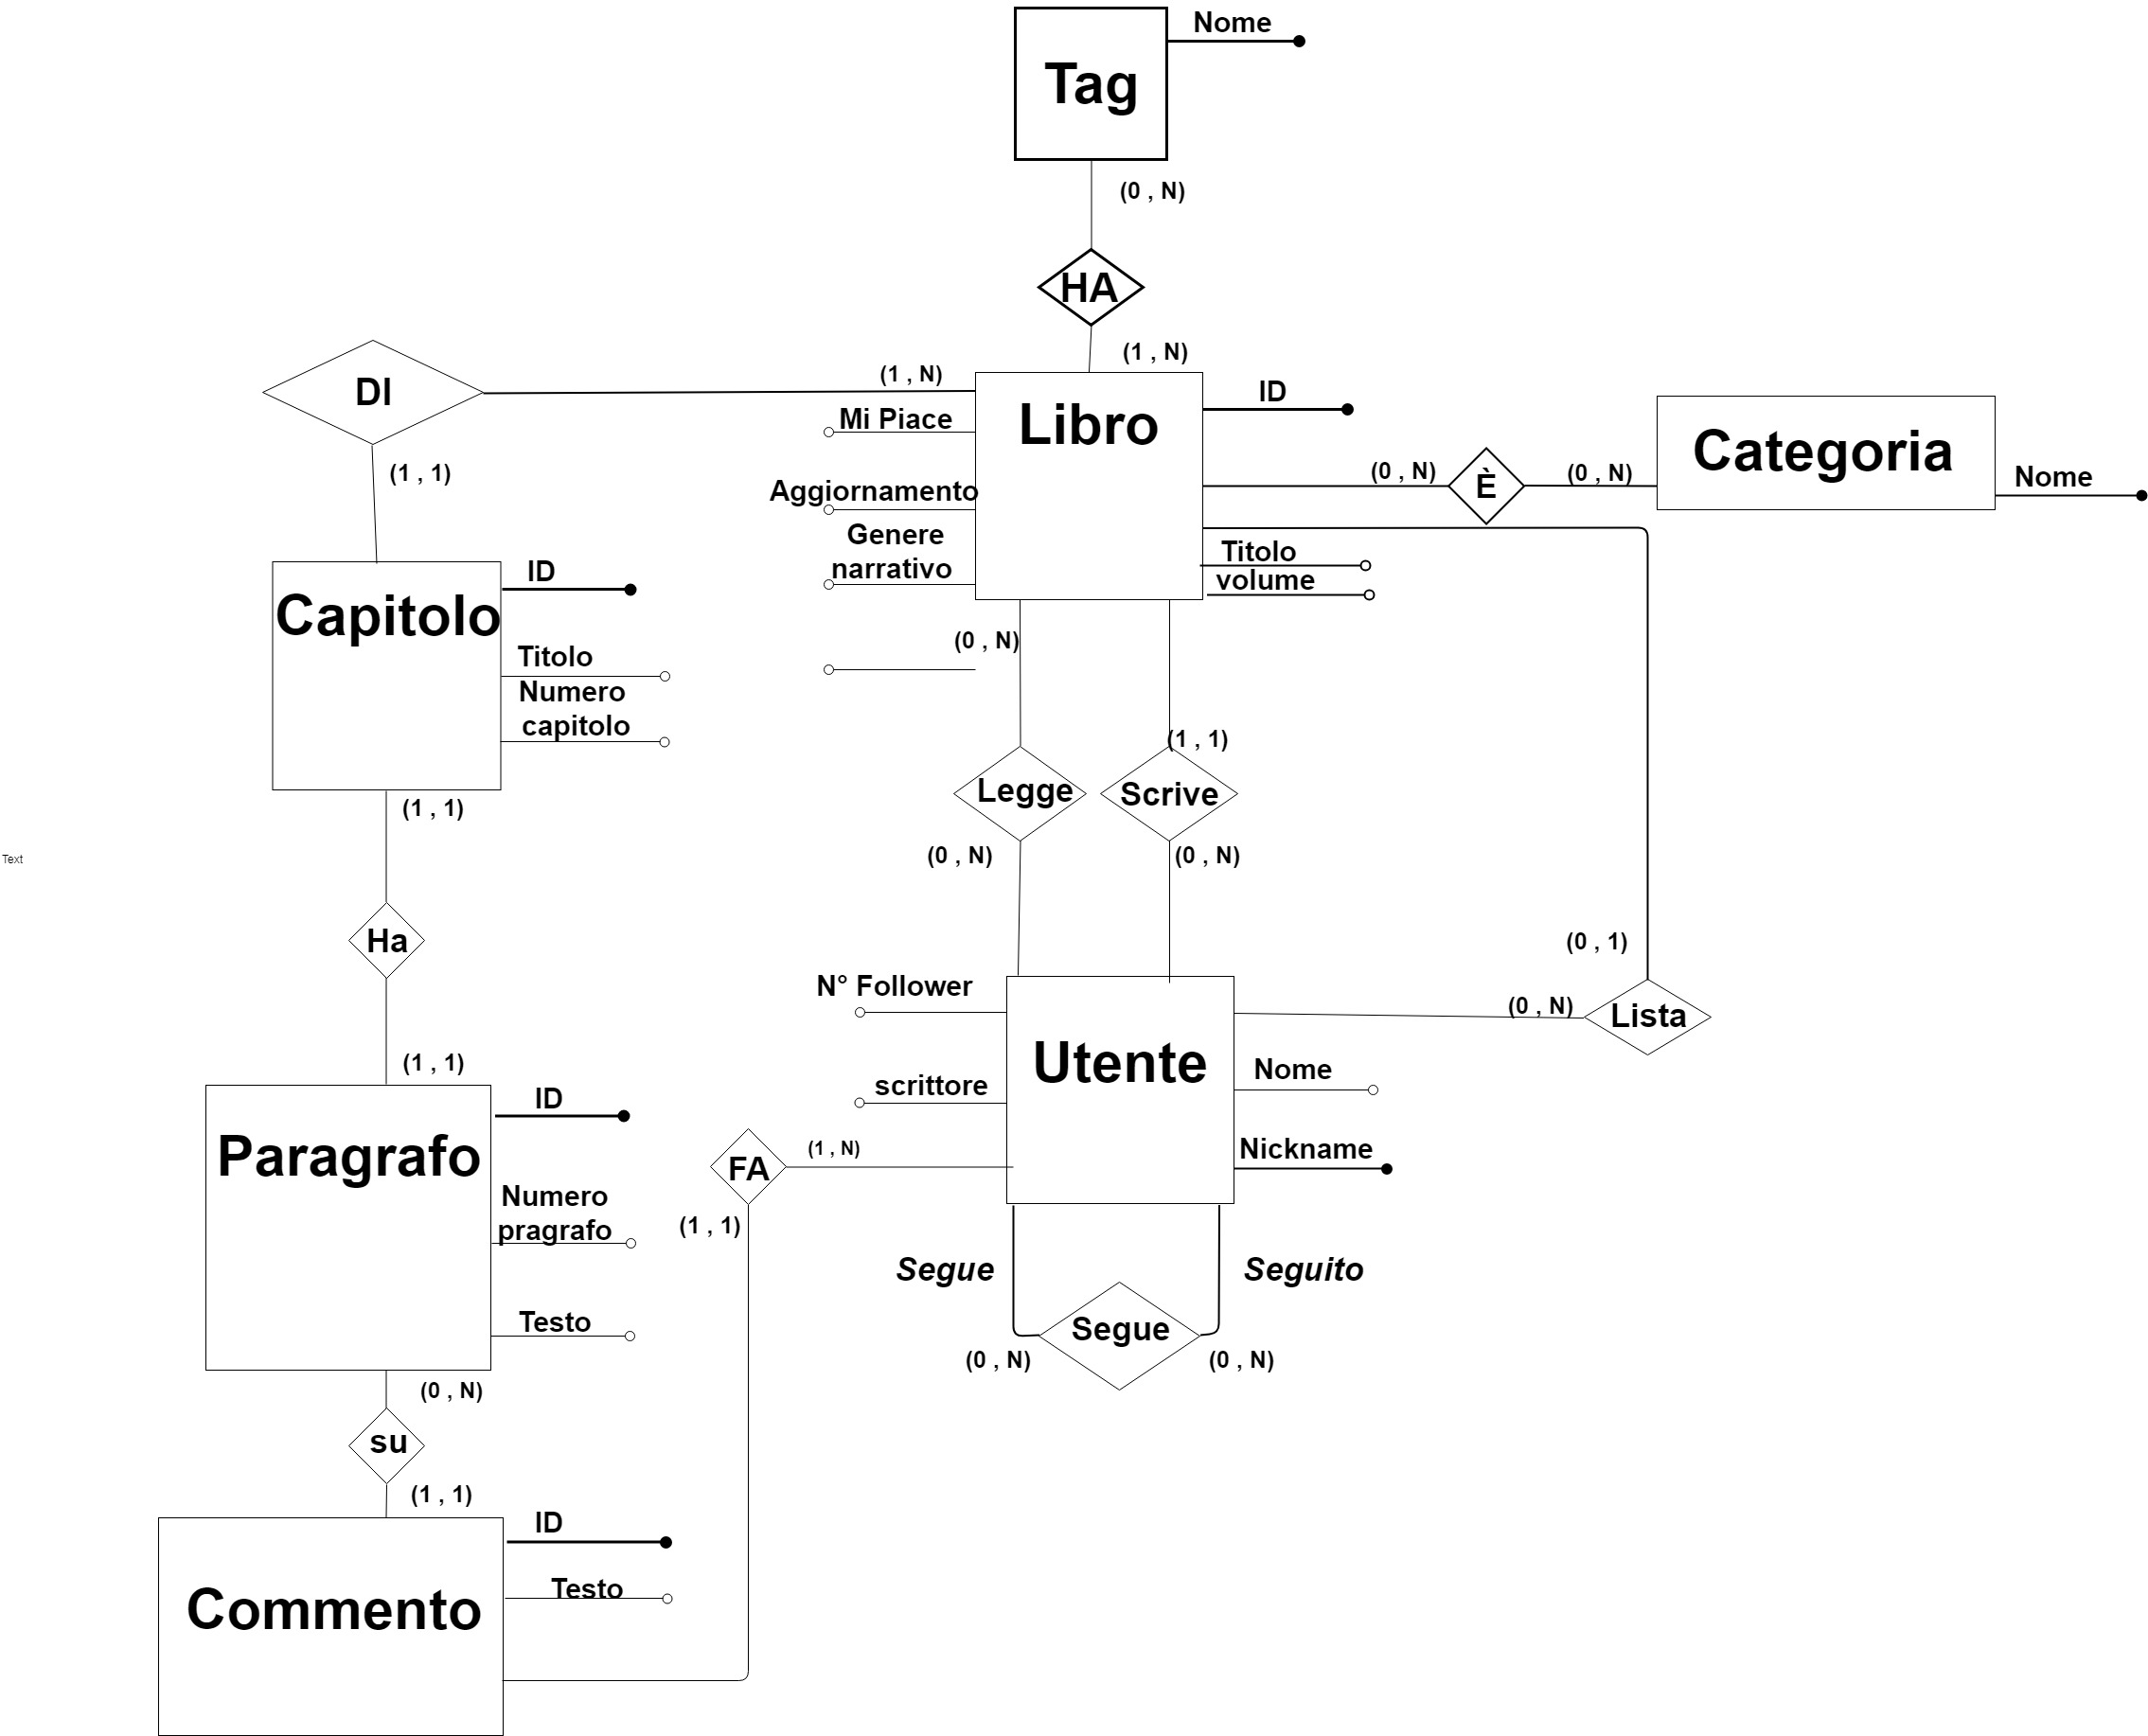 Nome
Tag
(0 , N)
HA
(1 , N)
DI
(1 , N)
(1 , 1)
Mi Piace
Libro
ID
Aggiornamento
Genere
narrativo
(0 , N)
È
(0 , N)
Categoria
Nome
Titolo
volume
Capitolo
ID
Titolo
Numero
capitolo
(0 , N)
(1 , 1)
Legge
Scrive
(1 , 1)
(0 , N)
(0 , N)
Text
Ha
(0 , 1)
N° Follower
(0 , N)
Lista
Utente
scrittore
Nome
Nickname
(1 , 1)
Paragrafo
ID
Numero
pragrafo
Testo
FA
(1 , N)
(1 , 1)
Segue
Seguito
Segue
(0 , N)
(0 , N)
(0 , N)
su
(1 , 1)
Commento
ID
Testo